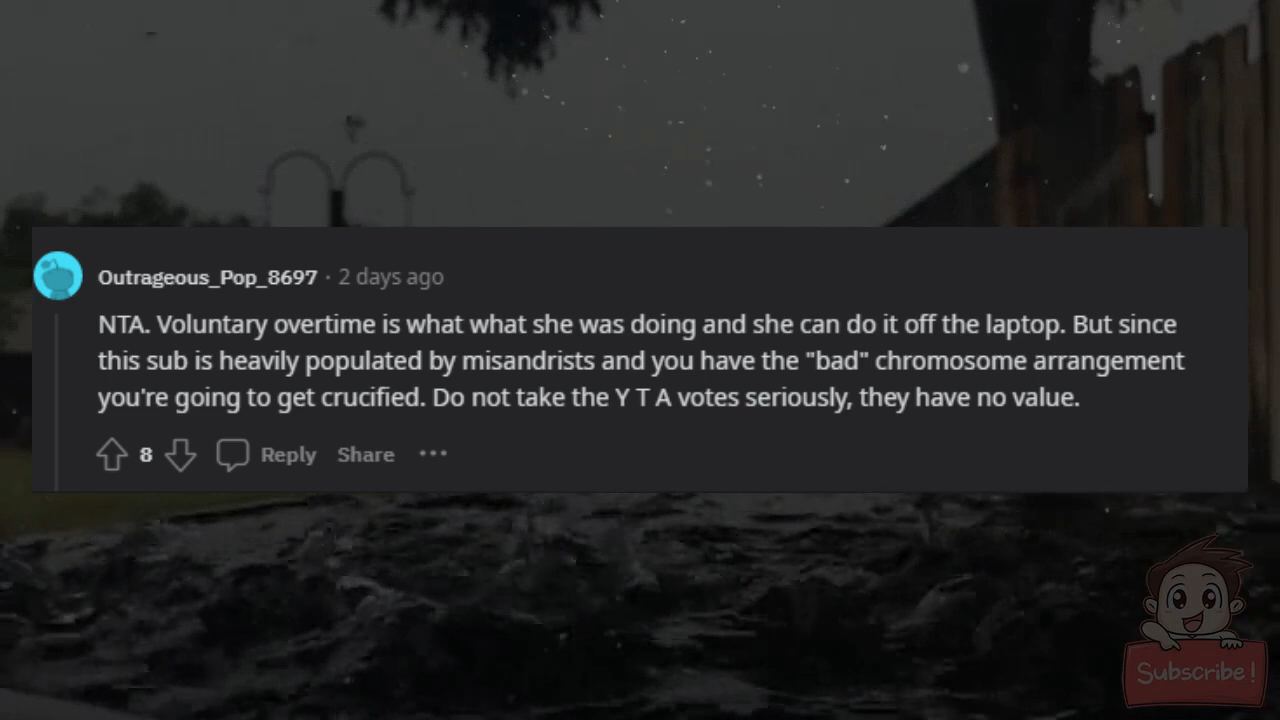 Outrageous_Pop_8697 · 2 days ago
NTA. Voluntary overtime is what what she was doing and she can do it off the laptop. But since
this sub is heavily populated by misandrists and you have the "bad" chromosome arrangement
you're going to get crucified. Do not take the Y T A votes seriously, they have no value.
8 Reply Share ···
Subscribe!